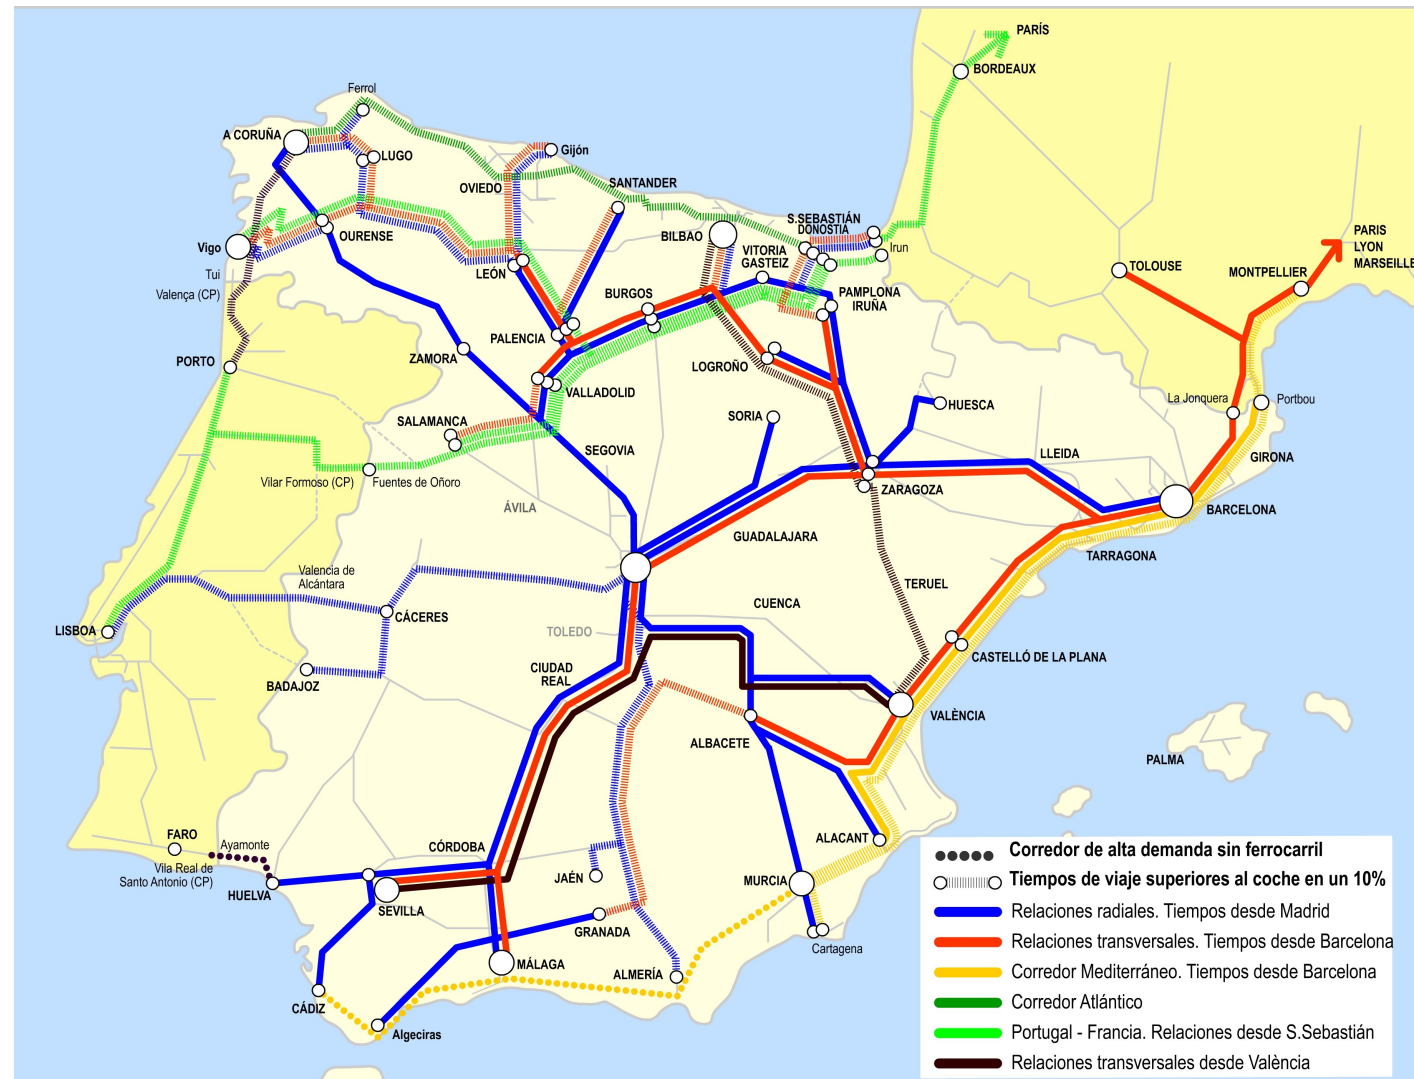 PARÍS
BORDEAUX
Ferrol
A CORUÑA
LUGO
Gijón
OVIEDO
SANTANDER
S.SEBASTIÁN
DONOSTIA
BILBAO
Irun
VITORIA
GASTEIZ
PARIS
LYON
MARSEILLE
Vigo
OURENSE
TOLOUSE
MONTPELLIER
Tui
LEÓN
Valença (CP)
BURGOS
PAMPLONA
IRUÑA
PALENCIA
PORTO
ZAMORA
LOGROÑO
VALLADOLID
La Jonquera
Portbou
HUESCA
SALAMANCA
SORIA
SEGOVIA
LLEIDA
GIRONA
Vilar Formoso (CP)
Fuentes de Oñoro
ZARAGOZA
ÁVILA
BARCELONA
GUADALAJARA
TARRAGONA
Valencia de
Alcántara
TERUEL
CUENCA
CÁCERES
LISBOA
TOLEDO
CASTELLÓ DE LA PLANA
CIUDAD
REAL
BADAJOZ
VALÈNCIA
ALBACETE
PALMA
FARO
Ayamonte
ALACANT
CÓRDOBA
Vila Real de
Santo Antonio (CP)
JAÉN
MURCIA
HUELVA
SEVILLA
GRANADA
Cartagena
MÁLAGA
ALMERÍA
CÁDIZ
Algeciras
Corredor de alta demanda sin ferrocarril
Tiempos de viaje superiores al coche en un 10%
Relaciones radiales. Tiempos desde Madrid
Relaciones transversales. Tiempos desde Barcelona
Corredor Mediterráneo. Tiempos desde Barcelona
Corredor Atlántico
Portugal - Francia. Relaciones desde S.Sebastián
Relaciones transversales desde València